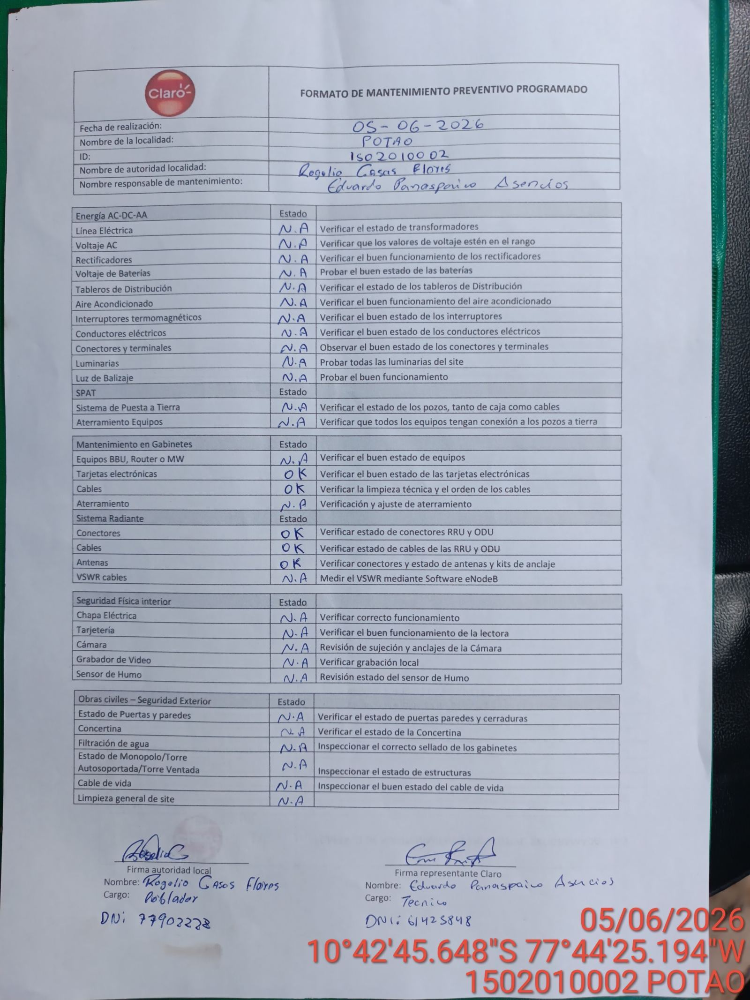 Claro
FORMATO DE MANTENIMIENTO PREVENTIVO PROGRAMADO
Fecha de realización: 05-06-2026
Nombre de la localidad: POTAO
ID: 1502010002
Nombre de autoridad localidad: Rogelio Casas Flores
Nombre responsable de mantenimiento: Eduardo Panaspaico Asencios
Energía AC-DC-AA Estado
Línea Eléctrica N.A Verificar el estado de transformadores
Voltaje AC N.A Verificar que los valores de voltaje estén en el rango
Rectificadores N.A Verificar el buen funcionamiento de los rectificadores
Voltaje de Baterías N.A Probar el buen estado de las baterías
Tableros de Distribución N.A Verificar el estado de los tableros de Distribución
Aire Acondicionado N.A Verificar el buen funcionamiento del aire acondicionado
Interruptores termomagnéticos N.A Verificar el buen estado de los interruptores
Conductores eléctricos N.A Verificar el buen estado de los conductores eléctricos
Conectores y terminales N.A Observar el buen estado de los conectores y terminales
Luminarias N.A Probar todas las luminarias del site
Luz de Balizaje N.A Probar el buen funcionamiento
SPAT Estado
Sistema de Puesta a Tierra N.A Verificar el estado de los pozos, tanto de caja como cables
Aterramiento Equipos N.A Verificar que todos los equipos tengan conexión a los pozos a tierra
Mantenimiento en Gabinetes Estado
Equipos BBU, Router o MW N.A Verificar el buen estado de equipos
Tarjetas electrónicas OK Verificar el buen estado de las tarjetas electrónicas
Cables OK Verificar la limpieza técnica y el orden de los cables
Aterramiento N.A Verificación y ajuste de aterramiento
Sistema Radiante Estado
Conectores OK Verificar estado de conectores RRU y ODU
Cables OK Verificar estado de cables de las RRU y ODU
Antenas OK Verificar conectores y estado de antenas y kits de anclaje
VSWR cables N.A Medir el VSWR mediante Software eNodeB
Seguridad Física interior Estado
Chapa Eléctrica N.A Verificar correcto funcionamiento
Tarjetería N.A Verificar el buen funcionamiento de la lectora
Cámara N.A Revisión de sujeción y anclajes de la Cámara
Grabador de Video N.A Verificar grabación local
Sensor de Humo N.A Revisión estado del sensor de Humo
Obras civiles – Seguridad Exterior Estado
Estado de Puertas y paredes N.A Verificar el estado de puertas paredes y cerraduras
Concertina N.A Verificar el estado de la Concertina
Filtración de agua N.A Inspeccionar el correcto sellado de los gabinetes
Estado de Monopolo/Torre
Autosoportada/Torre Ventada N.A Inspeccionar el estado de estructuras
Cable de vida N.A Inspeccionar el buen estado del cable de vida
Limpieza general de site N.A
Firma autoridad local Firma representante Claro
Nombre: Rogelio Casas Flores Nombre: Eduardo Panaspaico Asencios
Cargo: Poblador Cargo: Tecnico
DNi 77902228 DNI: 61425848
05/06/2026
10°42'45.648"S 77°44'25.194"W
1502010002 POTAO